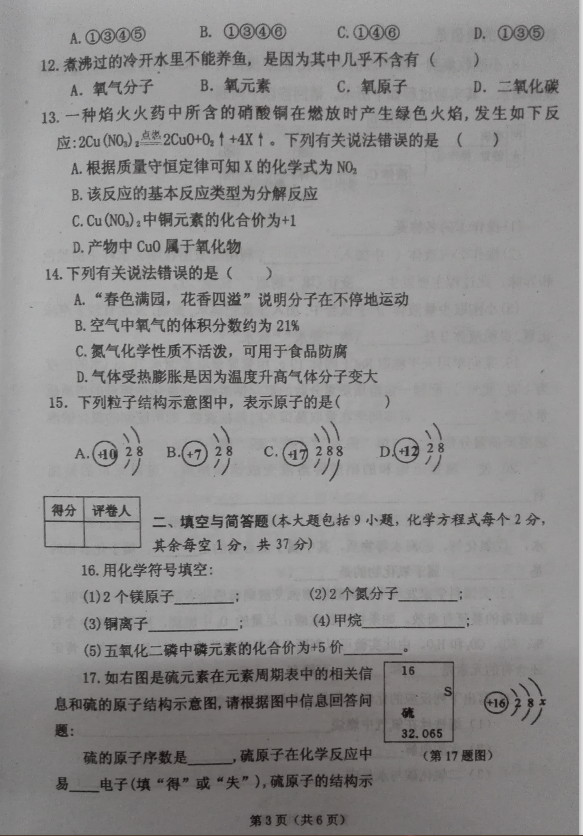 A.①③④⑤ B. ①③④⑥ C.①④⑥ D. ①③⑤
12.煮沸过的冷开水里不能养鱼,是因为其中几乎不含有( )
A. 氧气分子 B. 氧元素 C. 氧原子 D. 二氧化碳
13.一种焰火火药中所含的硝酸铜在燃放时产生绿色火焰,发生如下反
应:2Cu(NO₃)₂ 点燃 2CuO+O₂↑+4X↑。下列有关说法错误的是 ( )
A.根据质量守恒定律可知X的化学式为NO₂
B.该反应的基本反应类型为分解反应
C.Cu(NO₃)₂中铜元素的化合价为+1
D.产物中CuO属于氧化物
14.下列有关说法错误的是( )
A.“春色满园,花香四溢”说明分子在不停地运动
B.空气中氧气的体积分数约为21%
C.氮气化学性质不活泼,可用于食品防腐
D.气体受热膨胀是因为温度升高气体分子变大
15. 下列粒子结构示意图中,表示原子的是( )
A. +10 2 8 B. +7 2 8 C. +17 2 8 8 D. +12 2 8
得分 评卷人
二、填空与简答题(本大题包括9小题,化学方程式每个2分,
其余每空1分,共37分)
16.用化学符号填空:
(1)2个镁原子________; (2)2个氮分子________;
(3)铜离子____________; (4)甲烷____________;
(5)五氧化二磷中磷元素的化合价为+5价________。
17.如右图是硫元素在元素周期表中的相关信
息和硫的原子结构示意图,请根据图中信息回答问
题:
16
S
硫
32.065
+16 2 8 x
(第17题图)
硫的原子序数是______,硫原子在化学反应中
易____电子(填“得”或“失”),硫原子的结构示
第3页(共6页)